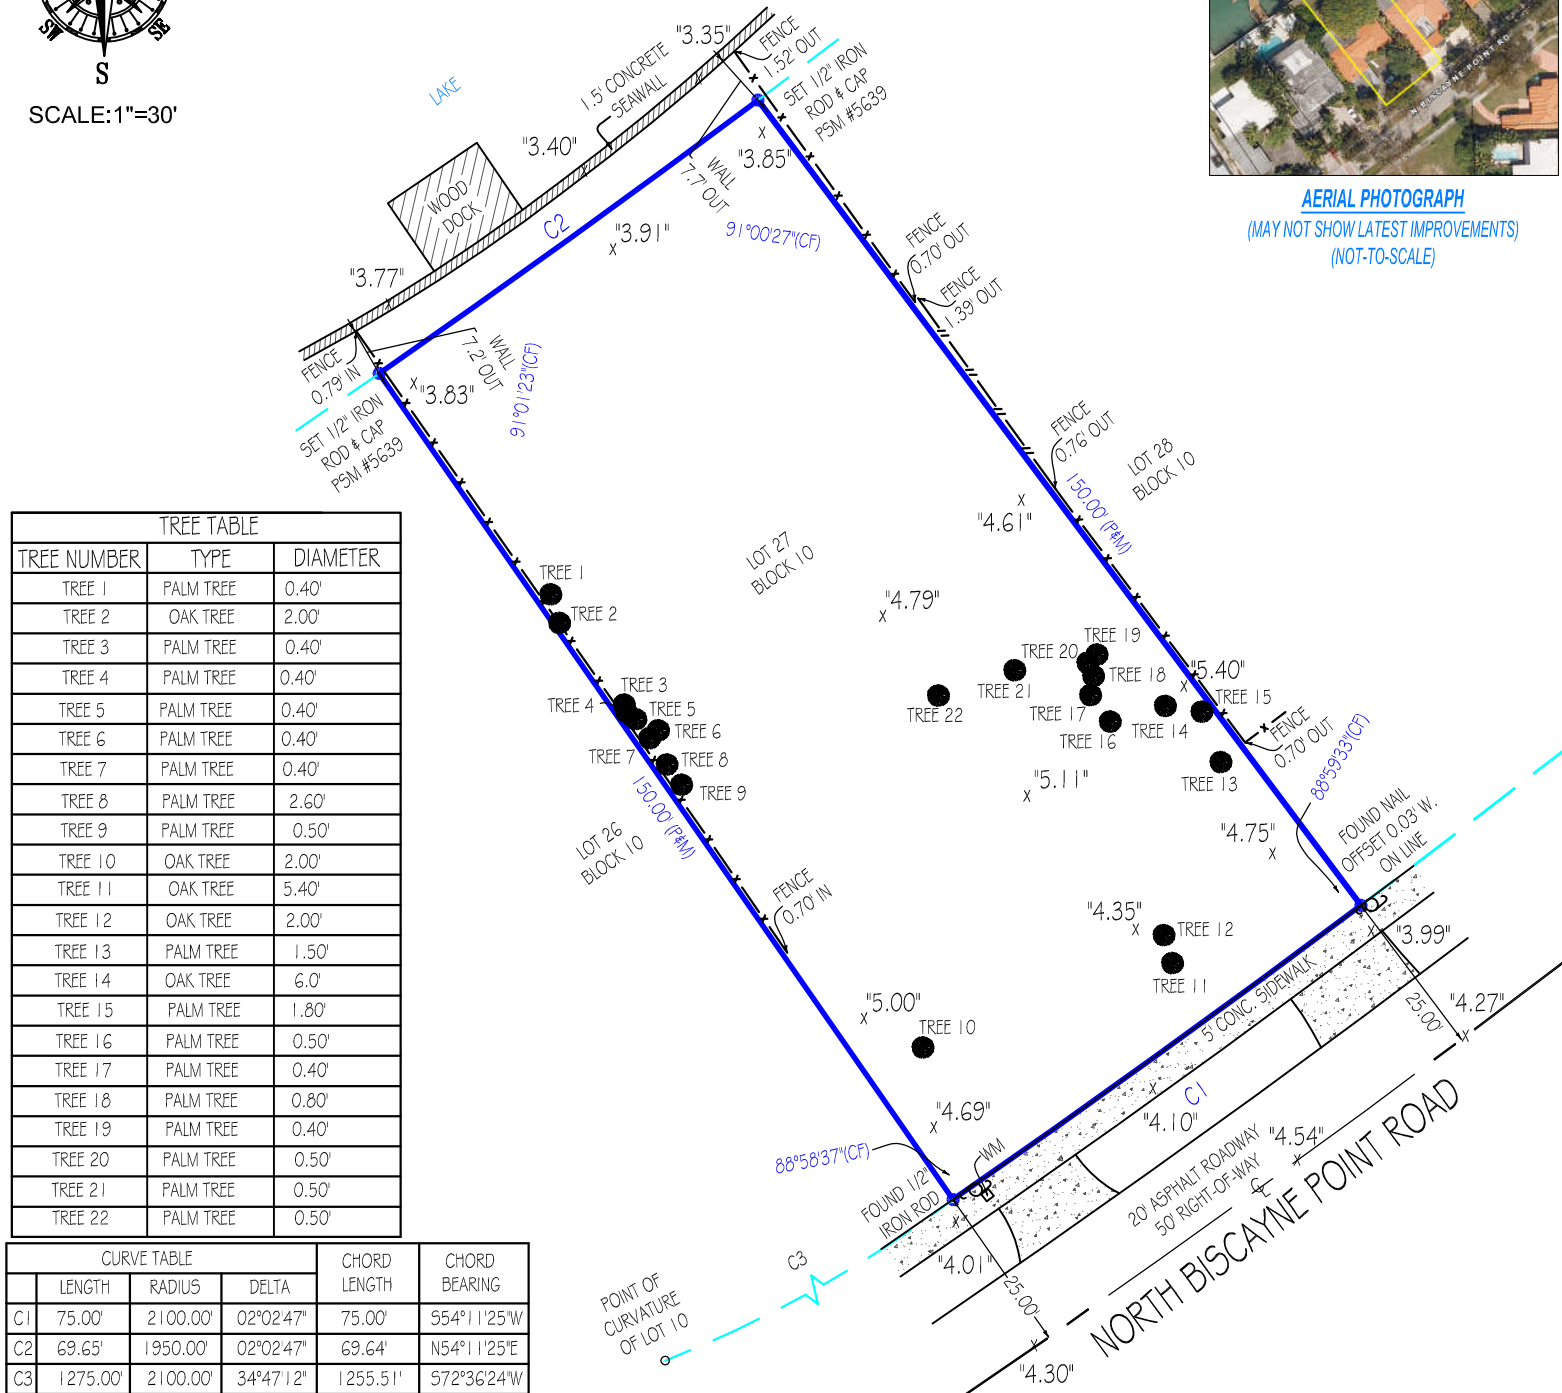 SW
SE
S
SCALE:1"=30'
LAKE
"3.35"
FENCE
1.52' OUT
1.5' CONCRETE
SEAWALL
SET 1/2" IRON
ROD & CAP
PSM #5639
"3.40"
"3.85"
WALL
7.7' OUT
WOOD
DOCK
C2
"3.91"
91°00'27"(CF)
"3.77"
FENCE
0.79' IN
WALL
7.2' OUT
"3.83"
91°01'23"(CF)
SET 1/2" IRON
ROD & CAP
PSM #5639
FENCE
0.70' OUT
FENCE
1.39' OUT
FENCE
0.76' OUT
LOT 28
BLOCK 10
150.00' (P&M)
"4.61"
LOT 27
BLOCK 10
"4.79"
N BISCAYNE POINT RD
AERIAL PHOTOGRAPH
(MAY NOT SHOW LATEST IMPROVEMENTS)
(NOT-TO-SCALE)
TREE 1
TREE 2
TREE 3
TREE 4
TREE 5
TREE 6
TREE 7
TREE 8
TREE 9
150.00' (P&M)
LOT 26
BLOCK 10
TREE 19
TREE 20
TREE 18
TREE 21
TREE 17
TREE 22
TREE 16
TREE 14
"5.40"
TREE 15
FENCE
0.70' OUT
TREE 13
"5.11"
88°59'33"(CF)
"4.75"
FOUND NAIL
OFFSET 0.03' W.
ON LINE
FENCE
0.70' IN
"4.35"
TREE 12
TREE 11
"3.99"
"5.00"
TREE 10
5' CONC. SIDEWALK
25.00'
"4.27"
"4.69"
C1
"4.10"
88°58'37"(CF)
WM
FOUND 1/2"
IRON ROD
20' ASPHALT ROADWAY
50' RIGHT-OF-WAY
"4.54"
NORTH BISCAYNE POINT ROAD
"4.01"
C3
25.00'
POINT OF
CURVATURE
OF LOT 10
"4.30"
TREE TABLE
TREE NUMBER TYPE DIAMETER
TREE 1 PALM TREE 0.40'
TREE 2 OAK TREE 2.00'
TREE 3 PALM TREE 0.40'
TREE 4 PALM TREE 0.40'
TREE 5 PALM TREE 0.40'
TREE 6 PALM TREE 0.40'
TREE 7 PALM TREE 0.40'
TREE 8 PALM TREE 2.60'
TREE 9 PALM TREE 0.50'
TREE 10 OAK TREE 2.00'
TREE 11 OAK TREE 5.40'
TREE 12 OAK TREE 2.00'
TREE 13 PALM TREE 1.50'
TREE 14 OAK TREE 6.0'
TREE 15 PALM TREE 1.80'
TREE 16 PALM TREE 0.50'
TREE 17 PALM TREE 0.40'
TREE 18 PALM TREE 0.80'
TREE 19 PALM TREE 0.40'
TREE 20 PALM TREE 0.50'
TREE 21 PALM TREE 0.50'
TREE 22 PALM TREE 0.50'
CURVE TABLE CHORD LENGTH CHORD BEARING
LENGTH RADIUS DELTA
C1 75.00' 2100.00' 02°02'47" 75.00' S54°11'25"W
C2 69.65' 1950.00' 02°02'47" 69.64' N54°11'25"E
C3 1275.00' 2100.00' 34°47'12" 1255.51' S72°36'24"W